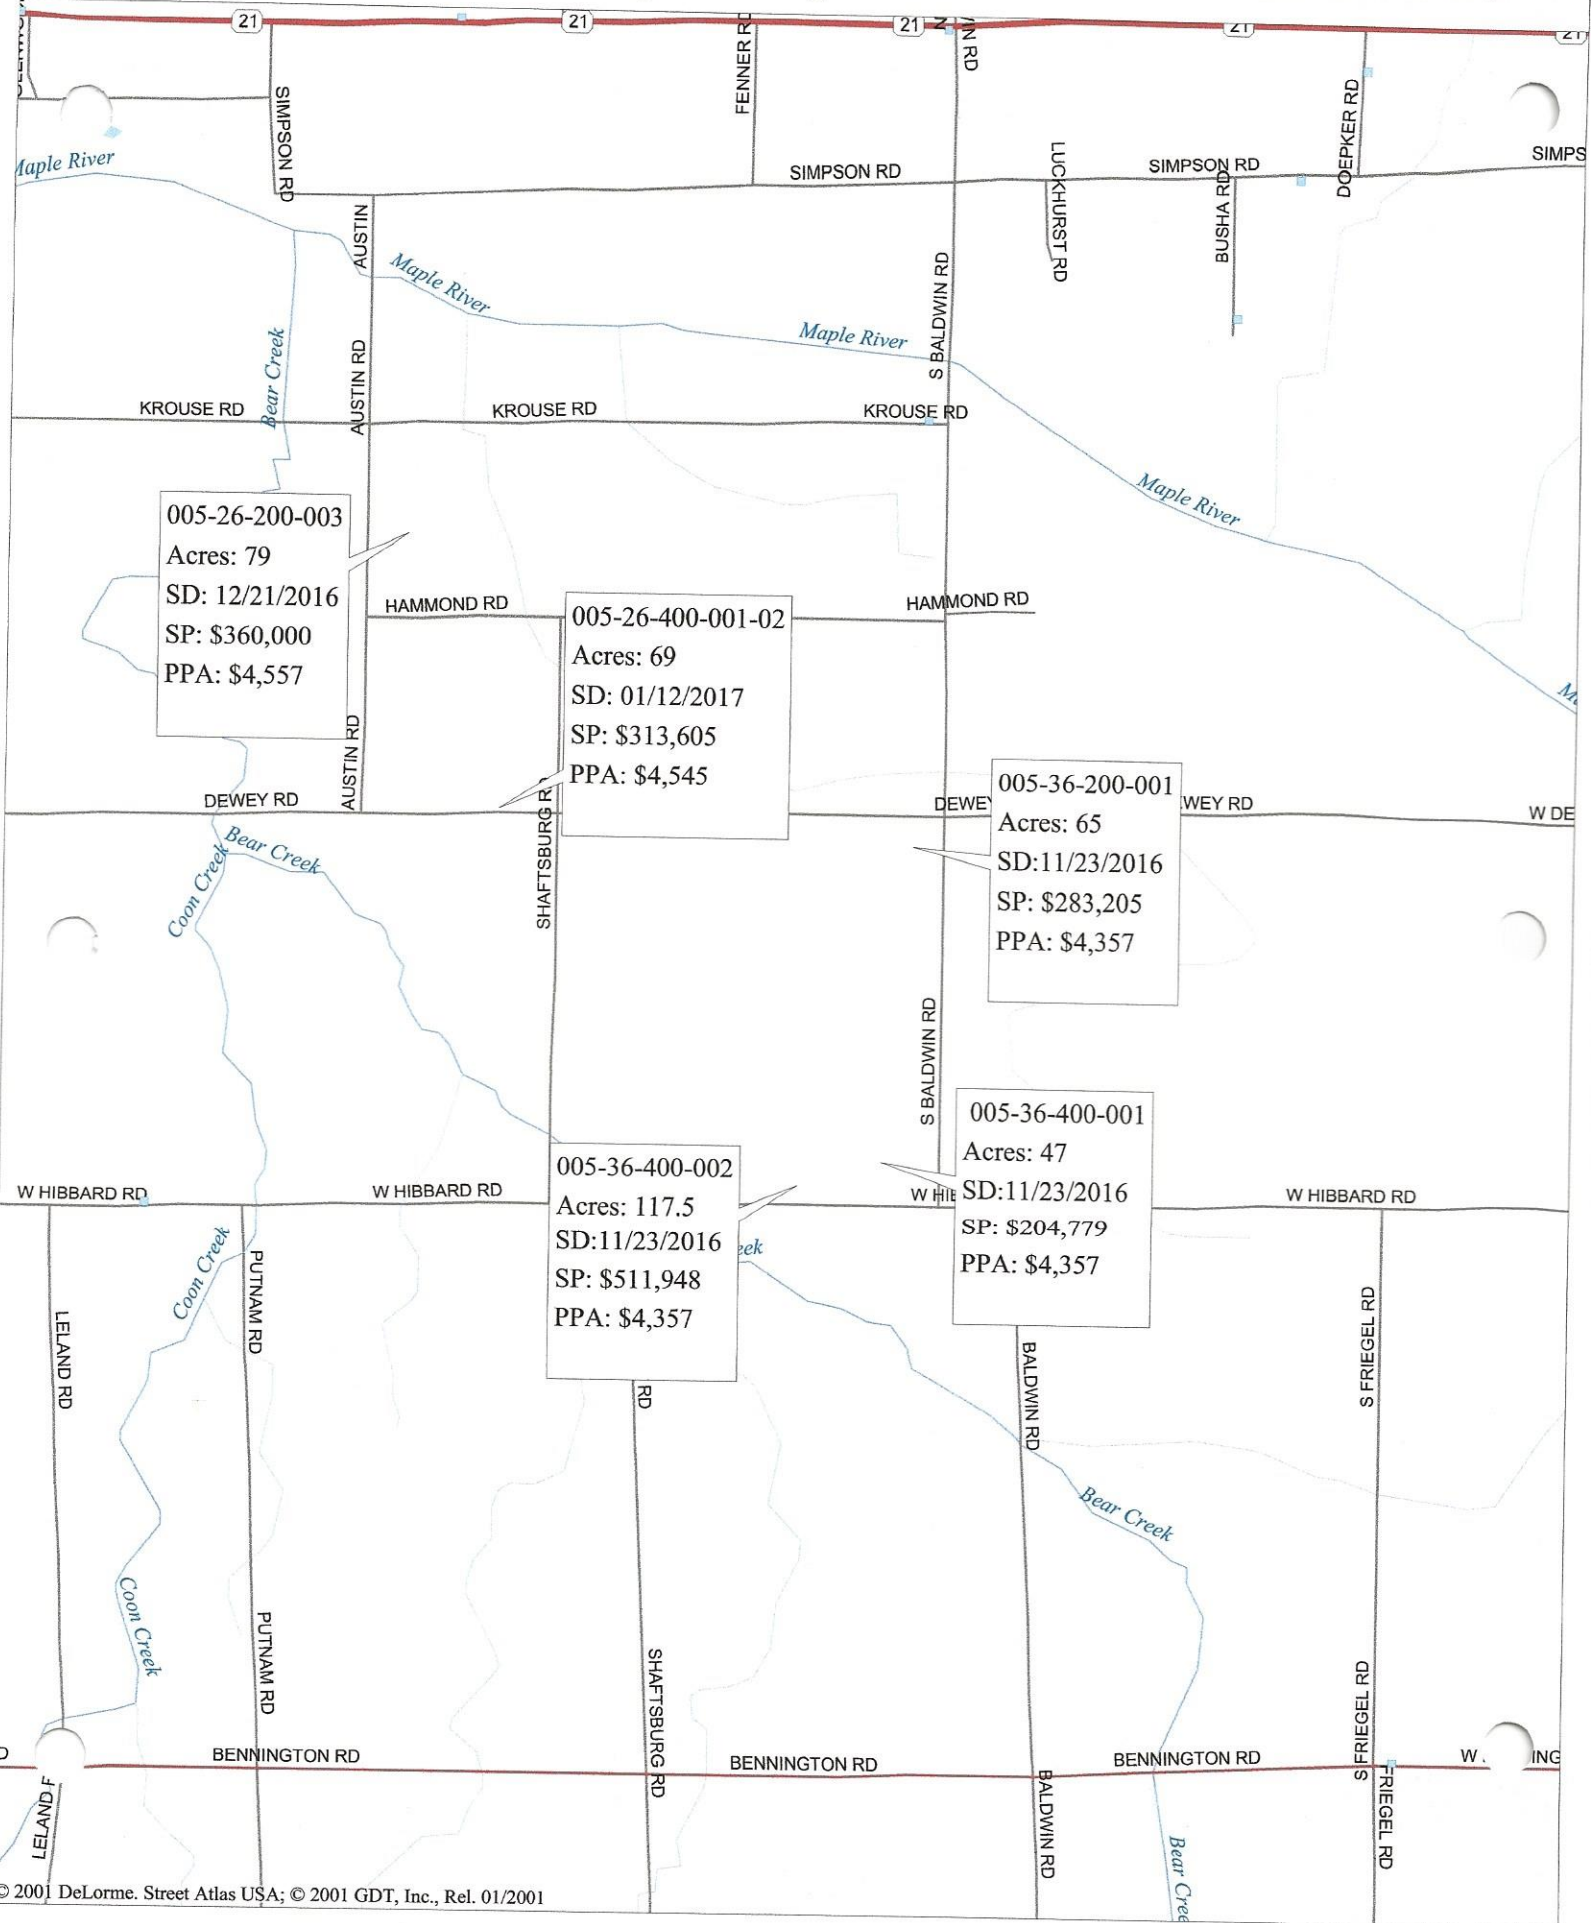 21
21
21
21
21
IN RD
FENNER RD
SIMPSON RD
DOEPKER RD
Maple River
SIMPSON RD
SIMPSON RD
SIMPS
LUCKHURST RD
BUSHA RD
AUSTIN
Maple River
S BALDWIN RD
Maple River
Bear Creek
AUSTIN RD
KROUSE RD
KROUSE RD
KROUSE RD
Maple River
005-26-200-003
Acres: 79
SD: 12/21/2016
SP: $360,000
PPA: $4,557
HAMMOND RD
HAMMOND RD
005-26-400-001-02
Acres: 69
SD: 01/12/2017
SP: $313,605
PPA: $4,545
AUSTIN RD
DEWEY RD
DEWEY
WEY RD
W DE
005-36-200-001
Acres: 65
SD:11/23/2016
SP: $283,205
PPA: $4,357
Bear Creek
Coon Creek
SHAFTSBURG R
S BALDWIN RD
005-36-400-001
Acres: 47
SD:11/23/2016
SP: $204,779
PPA: $4,357
005-36-400-002
Acres: 117.5
SD:11/23/2016
SP: $511,948
PPA: $4,357
W HIBBARD RD
W HIBBARD RD
W HIB
W HIBBARD RD
eek
Coon Creek
PUTNAM RD
LELAND RD
RD
BALDWIN RD
S FRIEGEL RD
Bear Creek
Coon Creek
PUTNAM RD
SHAFTSBURG RD
S FRIEGEL RD
BENNINGTON RD
BENNINGTON RD
BENNINGTON RD
W
ING
LELAND
BALDWIN RD
FRIEGEL RD
Bear Cree
© 2001 DeLorme. Street Atlas USA; © 2001 GDT, Inc., Rel. 01/2001